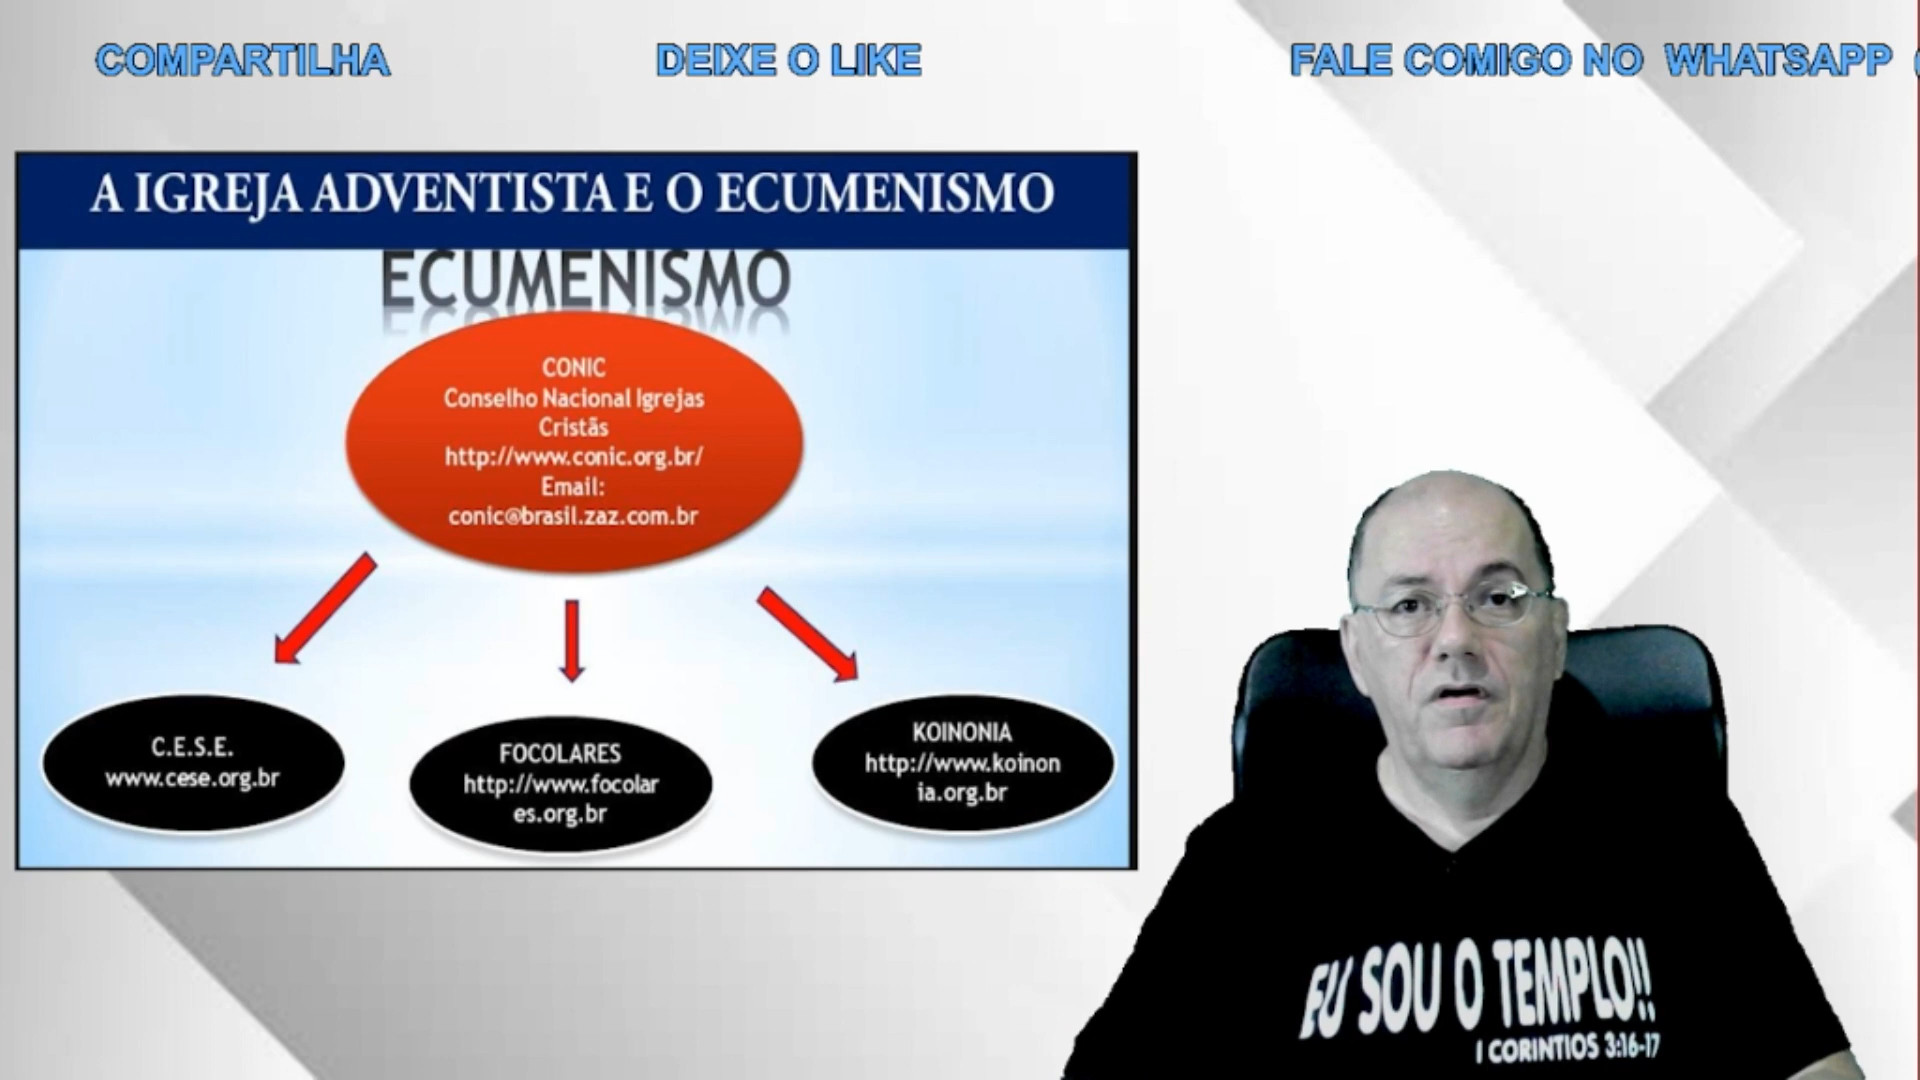 COMPARTILHA DEIXE O LIKE FALE COMIGO NO WHATSAPP
A IGREJA ADVENTISTA E O ECUMENISMO
ECUMENISMO
CONIC
Conselho Nacional Igrejas
Cristãs
http://www.conic.org.br/
Email:
conic@brasil.zaz.com.br
C.E.S.E.
www.cese.org.br
FOCOLARES
http://www.focolar
es.org.br
KOINONIA
http://www.koinon
ia.org.br
EU SOU O TEMPLO!!
I CORINTIOS 3:16-17